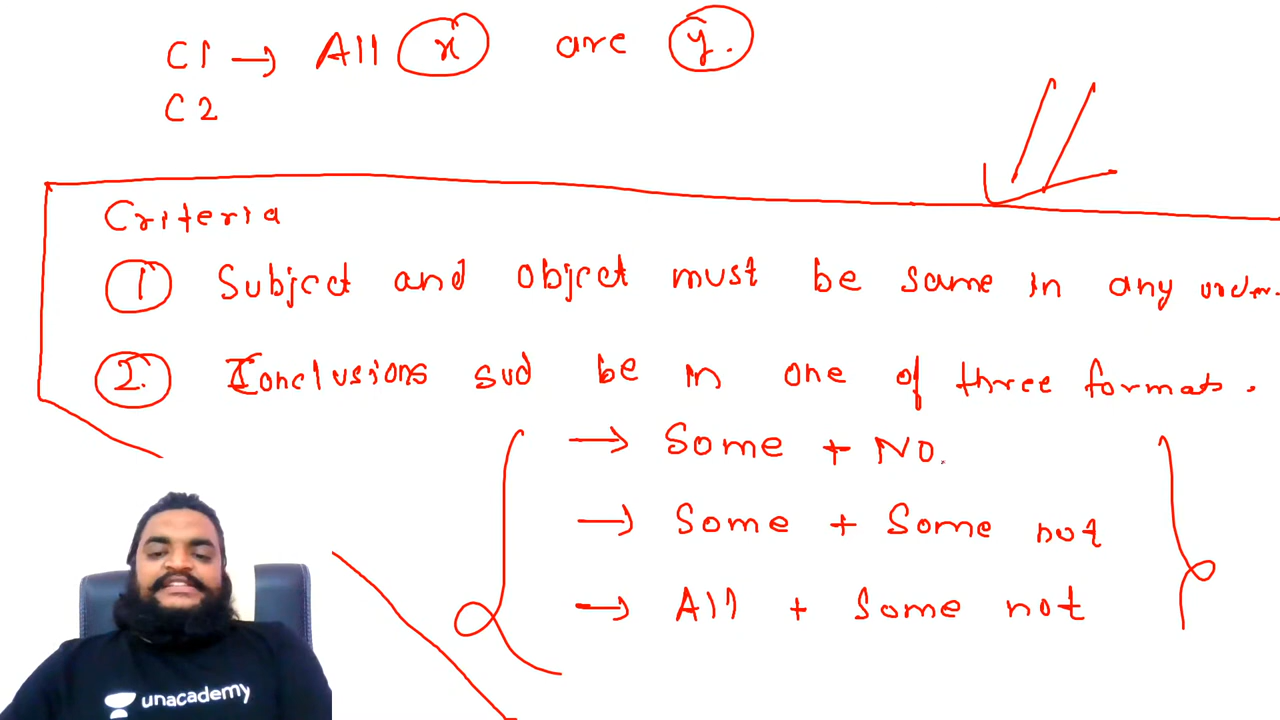 C1 → All x are y.
C2
Criteria
1 Subject and object must be same in any order.
2. Conclusions sud be in one of three formats.
→ Some + No.
→ Some + Some not
→ All + Some not
unacademy